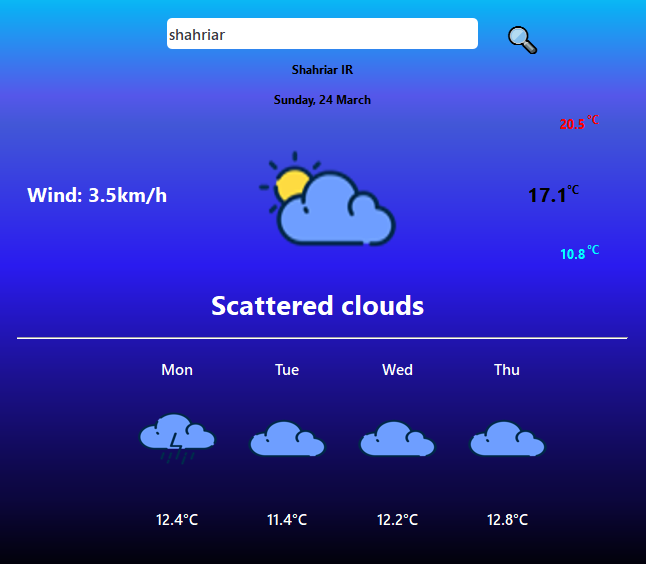 shahriar
Shahriar IR
Sunday, 24 March
20.5 °C
Wind: 3.5km/h
17.1°C
10.8 °C
Scattered clouds
Mon Tue Wed Thu
12.4°C 11.4°C 12.2°C 12.8°C